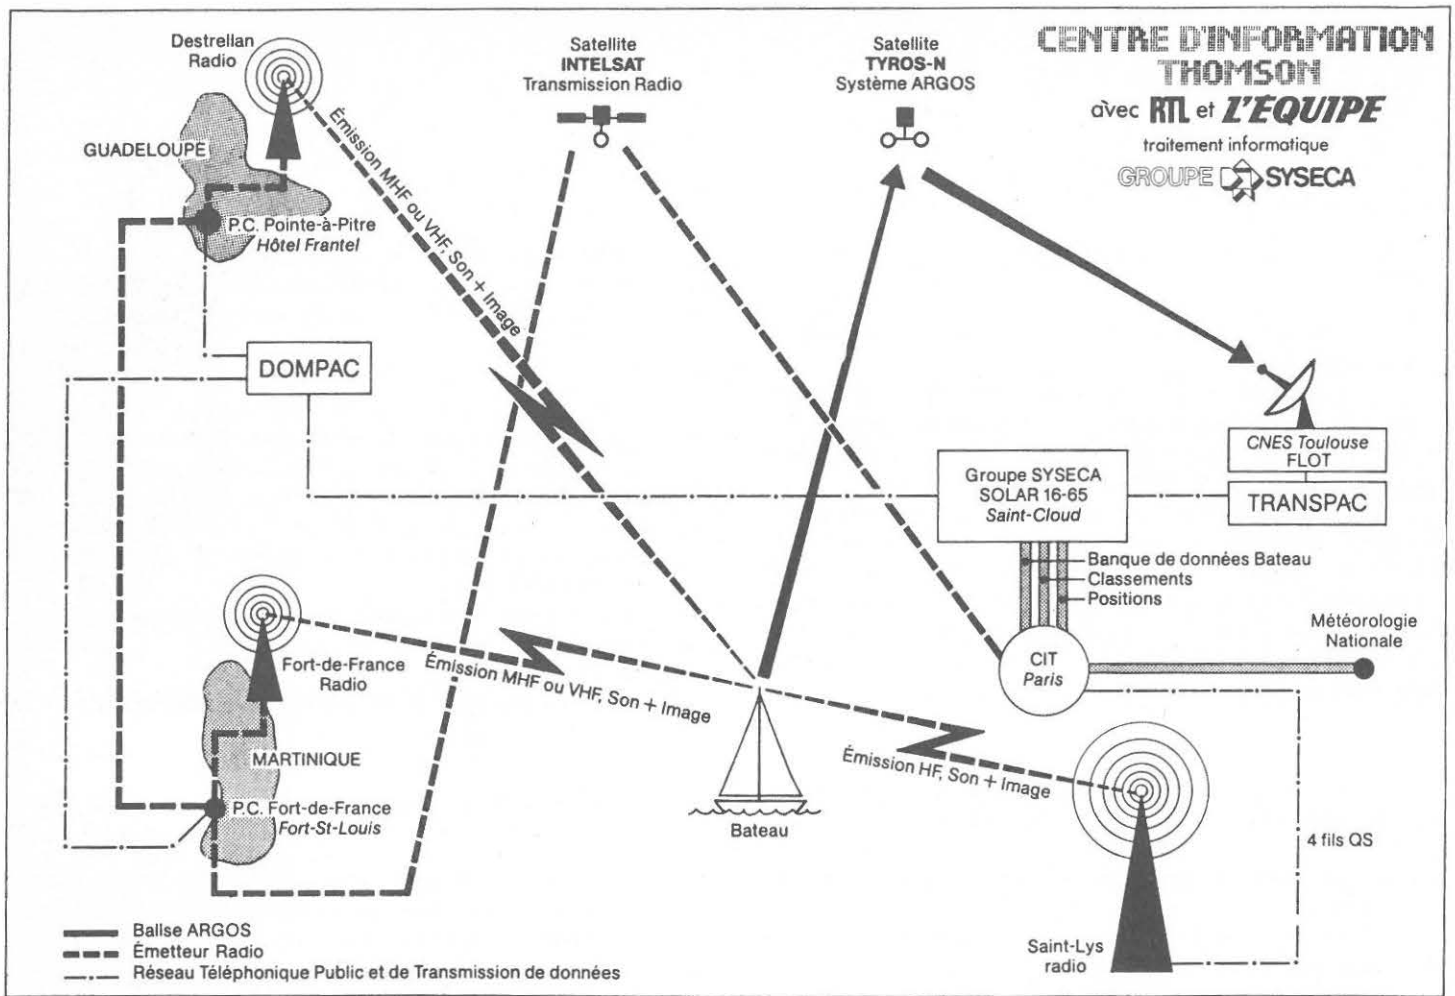 Destrellan
Radio
Satellite
INTELSAT
Transmission Radio
Satellite
TYROS-N
Système ARGOS
CENTRE D'INFORMATION
THOMSON
avec RTL et L'ÉQUIPE
traitement informatique
GROUPE SYSECA
GUADELOUPE
Émission MHF ou VHF, Son + Image
P.C. Pointe-à-Pitre
Hôtel Frantel
DOMPAC
CNES Toulouse
FLOT
TRANSPAC
Groupe SYSECA
SOLAR 16-65
Saint-Cloud
Banque de données Bateau
Classements
Positions
Météorologie
Nationale
CIT
Paris
Fort-de-France
Radio
Émission MHF ou VHF, Son + Image
MARTINIQUE
Émission HF, Son + Image
P.C. Fort-de-France
Fort-St-Louis
Bateau
4 fils QS
Saint-Lys
radio
Balise ARGOS
Émetteur Radio
Réseau Téléphonique Public et de Transmission de données